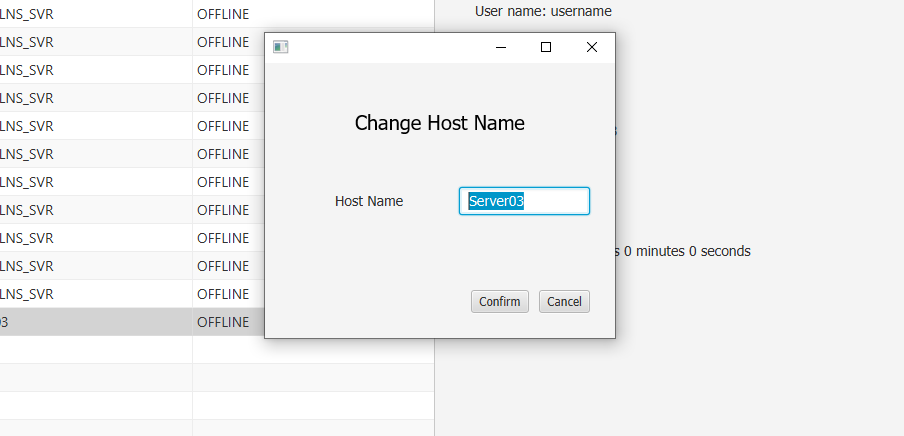 LNS_SVR OFFLINE
LNS_SVR OFFLINE
LNS_SVR OFFLINE
LNS_SVR OFFLINE
LNS_SVR OFFLINE
LNS_SVR OFFLINE
LNS_SVR OFFLINE
LNS_SVR OFFLINE
LNS_SVR OFFLINE
LNS_SVR OFFLINE
LNS_SVR OFFLINE
03 OFFLINE
User name: username
Change Host Name
Host Name Server03
Confirm Cancel
s 0 minutes 0 seconds